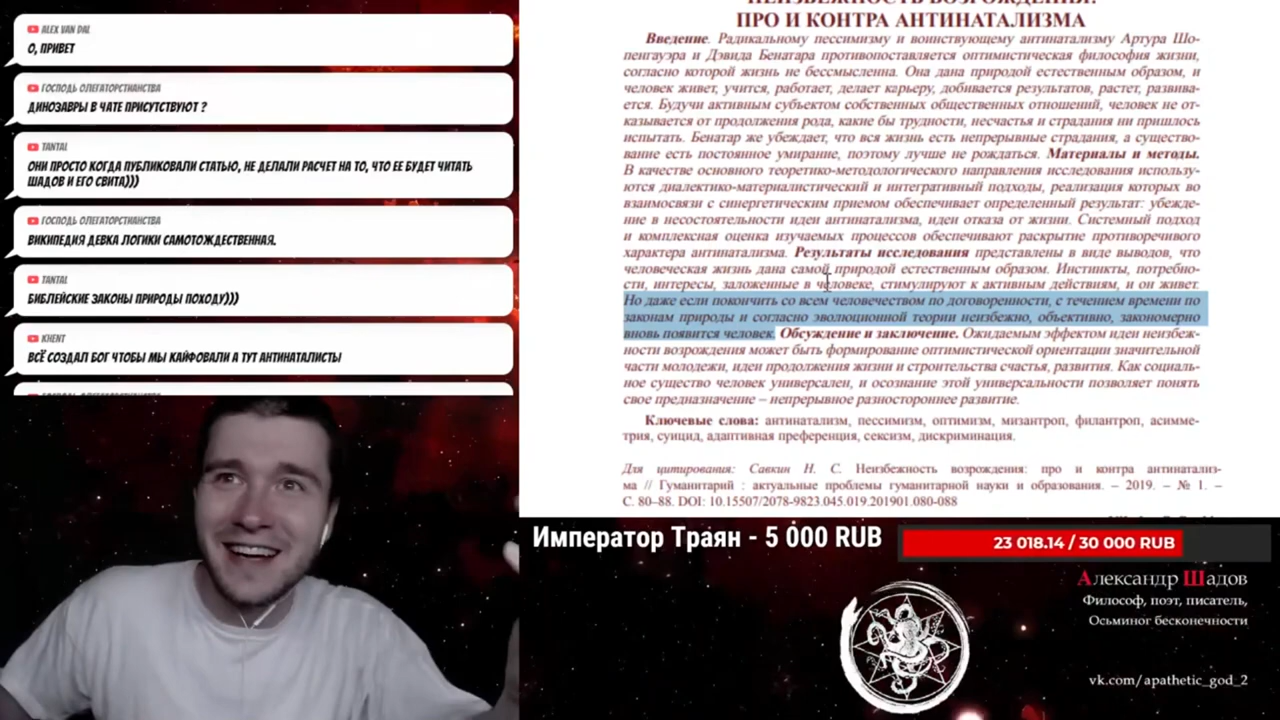 ALEX VAN DAL
О, ПРИВЕТ
ГОСПОДЬ ОЛЕГАТОРСТИАНСТВА
ДИНОЗАВРЫ В ЧАТЕ ПРИСУТСТВУЮТ ?
TANTAL
ОНИ ПРОСТО КОГДА ПУБЛИКОВАЛИ СТАТЬЮ, НЕ ДЕЛАЛИ РАСЧЕТ НА ТО, ЧТО ЕЕ БУДЕТ ЧИТАТЬ
ШАДОВ И ЕГО СВИТА)))
ГОСПОДЬ ОЛЕГАТОРСТИАНСТВА
ВИКИПЕДИЯ ДЕВКА ЛОГИКИ САМОТОЖДЕСТВЕННАЯ.
TANTAL
БИБЛЕЙСКИЕ ЗАКОНЫ ПРИРОДЫ ПОХОДУ)))
KHENT
ВСЁ СОЗДАЛ БОГ ЧТОБЫ МЫ КАЙФОВАЛИ А ТУТ АНТИНАТАЛИСТЫ
НЕИЗБЕЖНОСТЬ ВОЗРОЖДЕНИЯ:
ПРО И КОНТРА АНТИНАТАЛИЗМА
Введение. Радикальному пессимизму и воинствующему антинатализму Артура Шо-
пенгауэра и Дэвида Бенатара противопоставляется оптимистическая философия жизни,
согласно которой жизнь не бессмысленна. Она дана природой естественным образом, и
человек живет, учится, работает, делает карьеру, добивается результатов, растет, развива-
ется. Будучи активным субъектом собственных общественных отношений, человек не от-
казывается от продолжения рода, какие бы трудности, несчастья и страдания ни пришлось
испытать. Бенатар же убеждает, что вся жизнь есть непрерывные страдания, а существо-
вание есть постоянное умирание, поэтому лучше не рождаться. Материалы и методы.
В качестве основного теоретико-методологического направления исследования использу-
ются диалектико-материалистический и интегративный подходы, реализация которых во
взаимосвязи с синергетическим приемом обеспечивает определенный результат: убежде-
ние в несостоятельности идеи антинатализма, идеи отказа от жизни. Системный подход
и комплексная оценка изучаемых процессов обеспечивают раскрытие противоречивого
характера антинатализма. Результаты исследования представлены в виде выводов, что
человеческая жизнь дана самой природой естественным образом. Инстинкты, потребно-
сти, интересы, заложенные в человеке, стимулируют к активным действиям, и он живет.
Но даже если покончить со всем человечеством по договоренности, с течением времени по
законам природы и согласно эволюционной теории неизбежно, объективно, закономерно
вновь появится человек. Обсуждение и заключение. Ожидаемым эффектом идеи неизбеж-
ности возрождения может быть формирование оптимистической ориентации значительной
части молодежи, идеи продолжения жизни и строительства счастья, развития. Как социаль-
ное существо человек универсален, и осознание этой универсальности позволяет понять
свое предназначение – непрерывное разностороннее развитие.
Ключевые слова: антинатализм, пессимизм, оптимизм, мизантроп, филантроп, асимме-
трия, суицид, адаптивная преференция, сексизм, дискриминация.
Для цитирования: Савкин Н. С. Неизбежность возрождения: про и контра антинатализ-
ма // Гуманитарий : актуальные проблемы гуманитарной науки и образования. – 2019. – № 1. –
С. 80–88. DOI: 10.15507/2078-9823.045.019.201901.080-088
Император Траян - 5 000 RUB
23 018.14 / 30 000 RUB
Александр Шадов
Философ, поэт, писатель,
Осьминог бесконечности
vk.com/apathetic_god_2